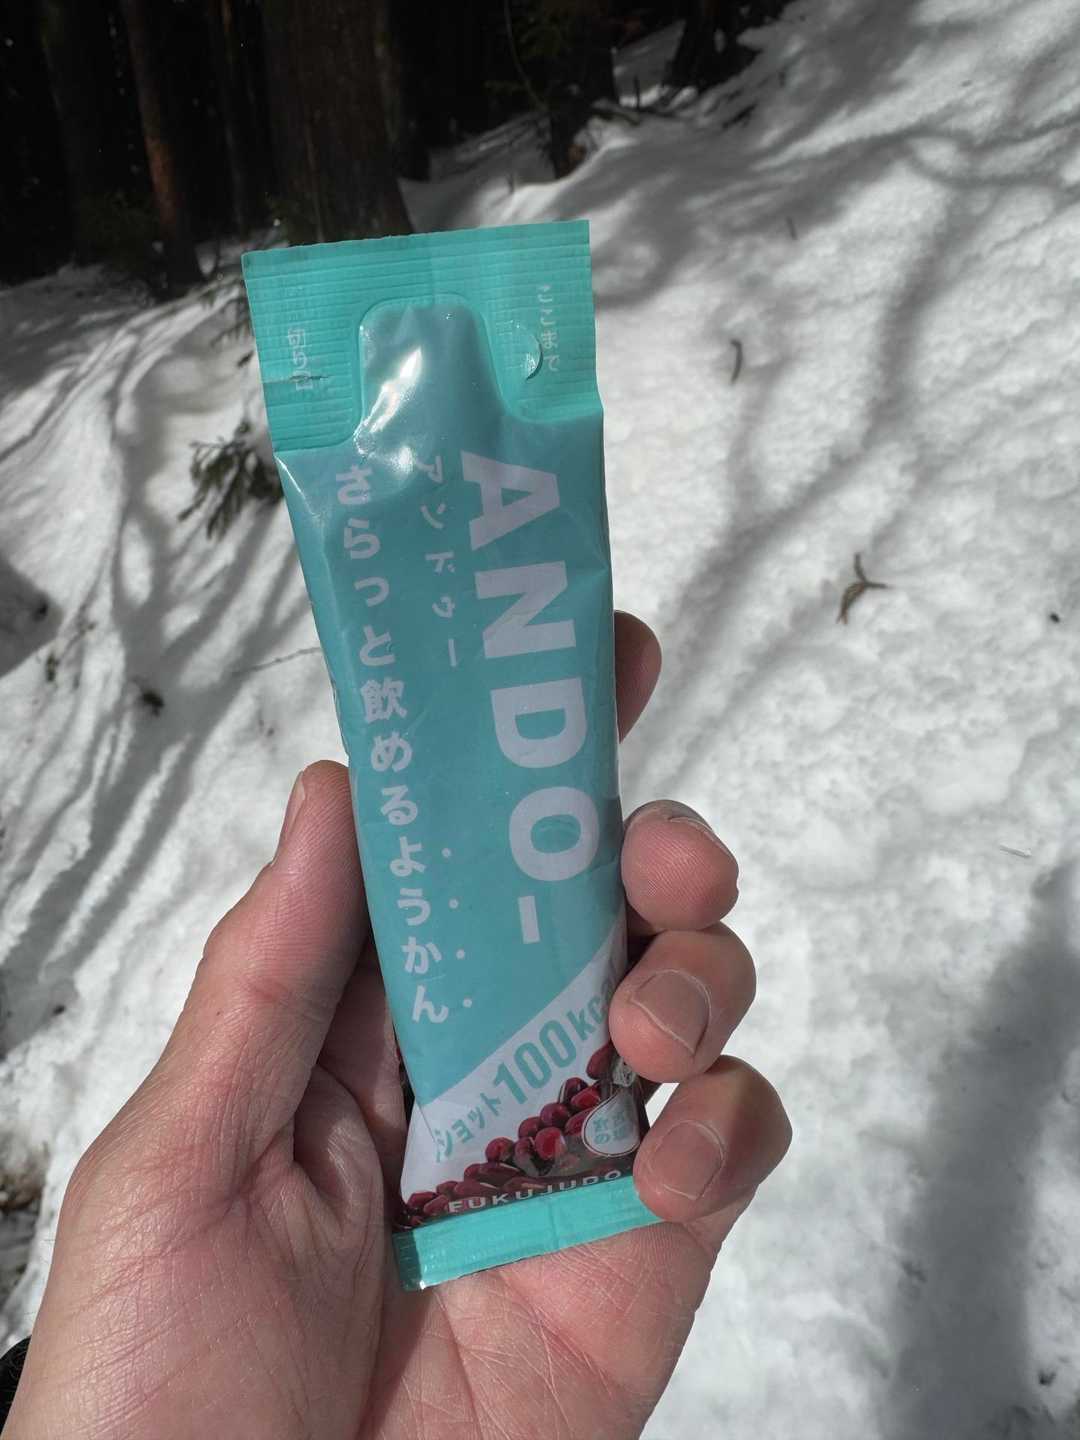 切り口
ここまで
ANDO_
アンドゥー
さらっと飲めるようかん
ショット100kcal
FUKUJUDO